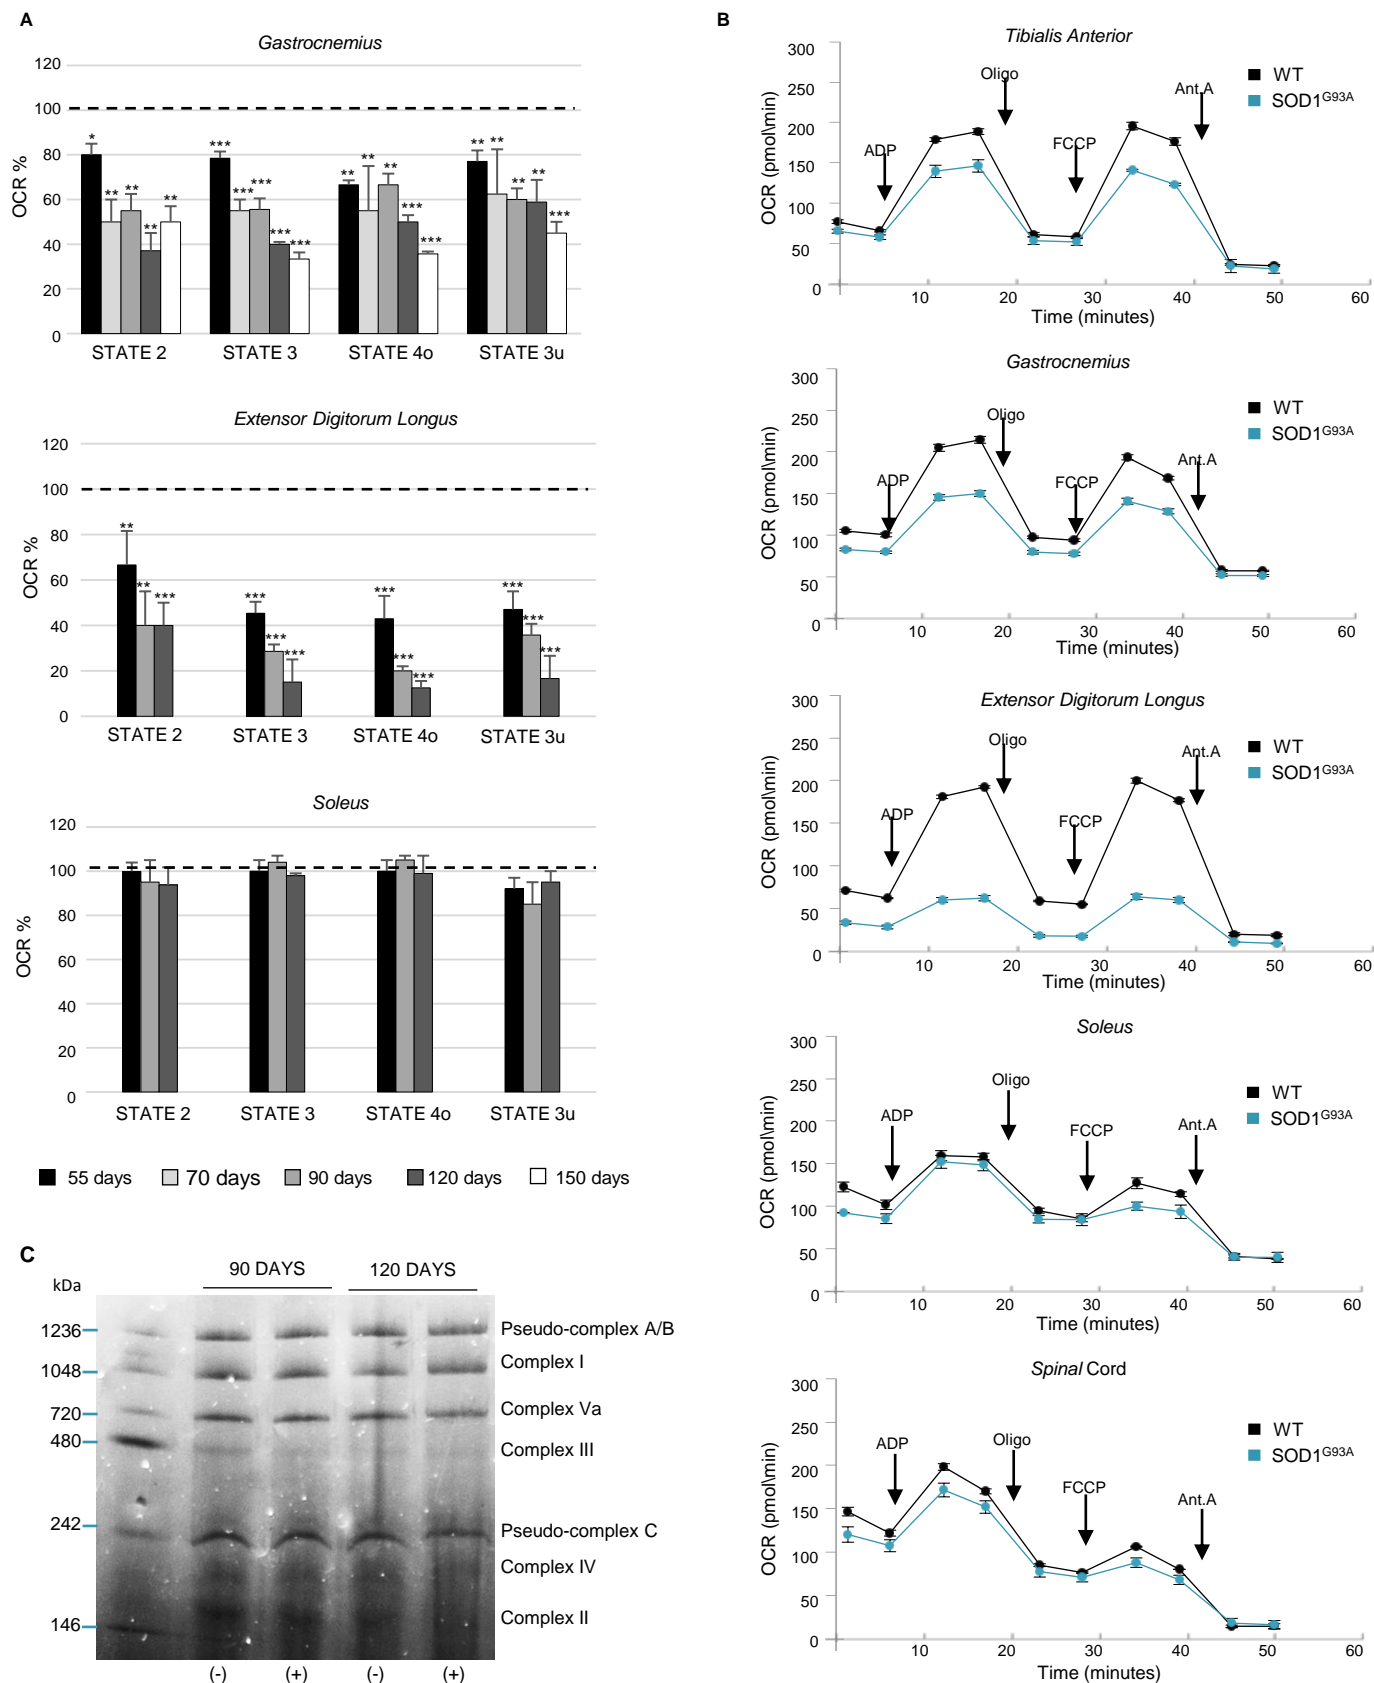 A
Gastrocnemius
120
100
80
60
40
20
0
OCR %
* ** ** ** **
*** *** *** *** ***
** ** ** *** ***
** ** ** ** ***
STATE 2 STATE 3 STATE 4o STATE 3u
Extensor Digitorum Longus
120
100
80
60
40
20
0
OCR %
** ** ***
*** *** ***
*** *** ***
*** *** ***
STATE 2 STATE 3 STATE 4o STATE 3u
Soleus
120
100
80
60
40
20
0
OCR %
STATE 2 STATE 3 STATE 4o STATE 3u
55 days 70 days 90 days 120 days 150 days
B
Tibialis Anterior
300
250
200
150
100
50
0
OCR (pmol\min)
ADP
Oligo
FCCP
Ant.A
WT
SOD1G93A
10 20 30 40 50 60
Time (minutes)
Gastrocnemius
300
250
200
150
100
50
0
OCR (pmol\min)
ADP
Oligo
FCCP
Ant.A
WT
SOD1G93A
10 20 30 40 50 60
Time (minutes)
Extensor Digitorum Longus
300
250
200
150
100
50
0
OCR (pmol\min)
ADP
Oligo
FCCP
Ant.A
WT
SOD1G93A
10 20 30 40 50 60
Time (minutes)
Soleus
300
250
200
150
100
50
0
OCR (pmol\min)
ADP
Oligo
FCCP
Ant.A
WT
SOD1G93A
10 20 30 40 50 60
Time (minutes)
Spinal Cord
300
250
200
150
100
50
0
OCR (pmol\min)
ADP
Oligo
FCCP
Ant.A
WT
SOD1G93A
10 20 30 40 50 60
Time (minutes)
C
90 DAYS 120 DAYS
kDa
1236
1048
720
480
242
146
Pseudo-complex A/B
Complex I
Complex Va
Complex III
Pseudo-complex C
Complex IV
Complex II
(-) (+) (-) (+)